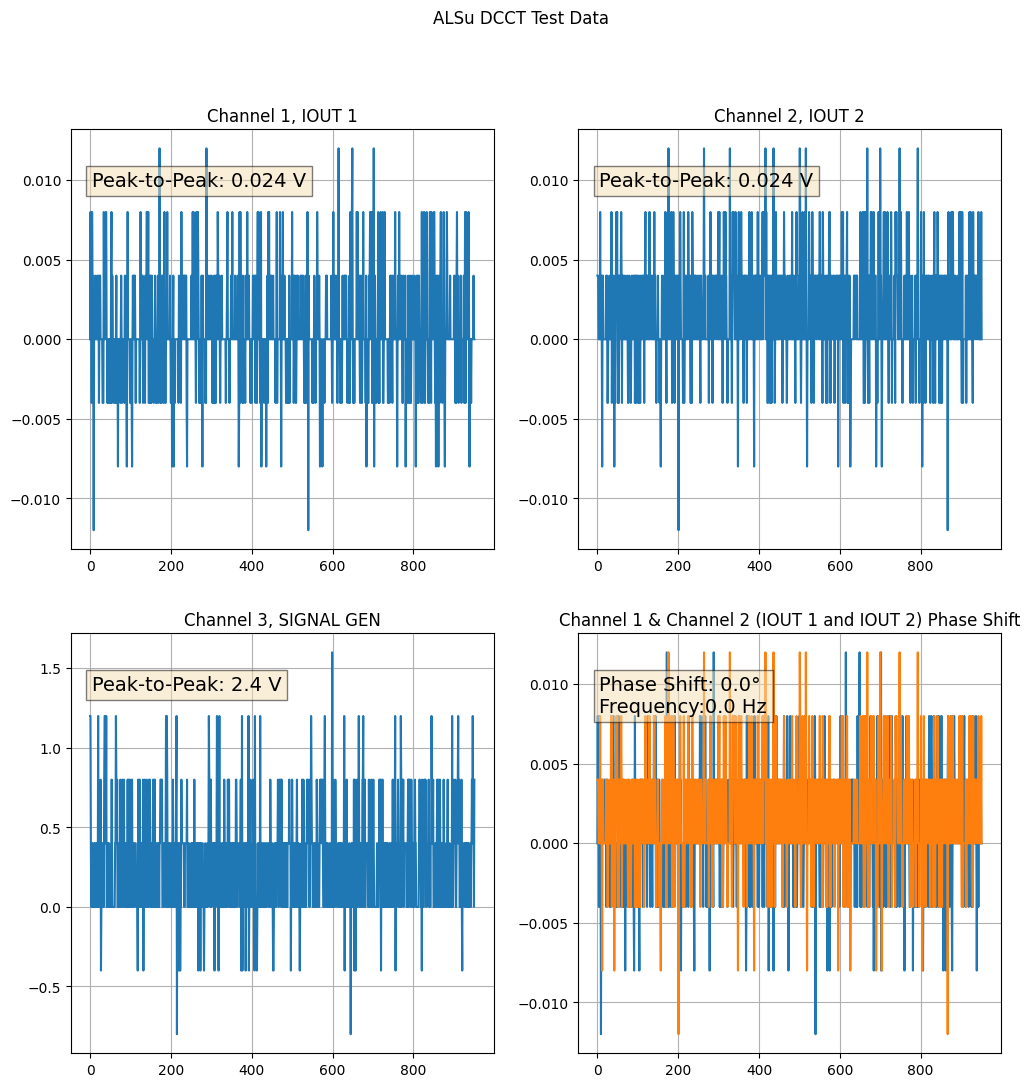 ALSu DCCT Test Data
Channel 1, IOUT 1
Peak-to-Peak: 0.024 V
0.010
0.005
0.000
−0.005
−0.010
0 200 400 600 800
Channel 2, IOUT 2
Peak-to-Peak: 0.024 V
0.010
0.005
0.000
−0.005
−0.010
0 200 400 600 800
Channel 3, SIGNAL GEN
Peak-to-Peak: 2.4 V
1.5
1.0
0.5
0.0
−0.5
0 200 400 600 800
Channel 1 & Channel 2 (IOUT 1 and IOUT 2) Phase Shift
Phase Shift: 0.0°
Frequency:0.0 Hz
0.010
0.005
0.000
−0.005
−0.010
0 200 400 600 800